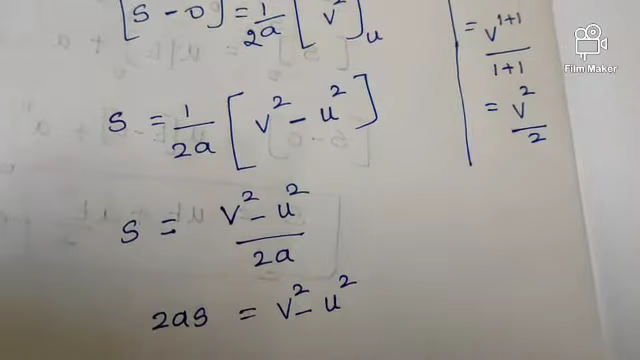 [s - 0] = 1/2a [v²]u
s = 1/2a [v² - u²]
s = v² - u² / 2a
2as = v² - u²
= v¹⁺¹ / 1+1
= v² / 2
Film Maker